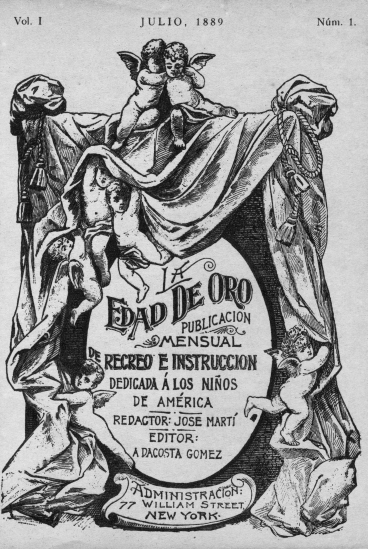 Vol. I JULIO, 1889 Núm. 1.
LA
EDAD DE ORO
PUBLICACION
MENSUAL
DE RECREO E INSTRUCCION
DEDICADA Á LOS NIÑOS
DE AMÉRICA
REDACTOR: JOSE MARTÍ
EDITOR:
A DACOSTA GOMEZ
ADMINISTRACION:
77 WILLIAM STREET
NEW YORK.